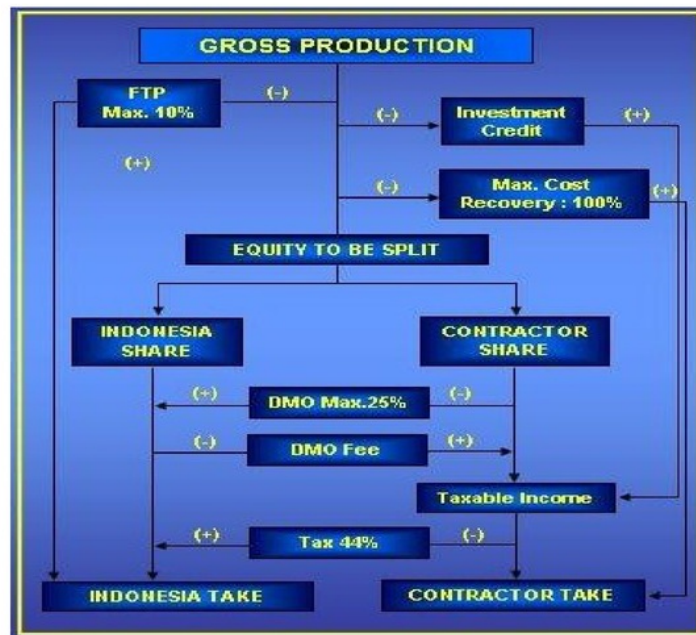 GROSS PRODUCTION
FTP
Max. 10%
(-)
(-)
Investment
Credit
(+)
(+)
(-)
Max. Cost
Recovery : 100%
(+)
EQUITY TO BE SPLIT
INDONESIA
SHARE
CONTRACTOR
SHARE
(+)
DMO Max.25%
(-)
(-)
DMO Fee
(+)
Taxable Income
(+)
Tax 44%
(-)
INDONESIA TAKE
CONTRACTOR TAKE